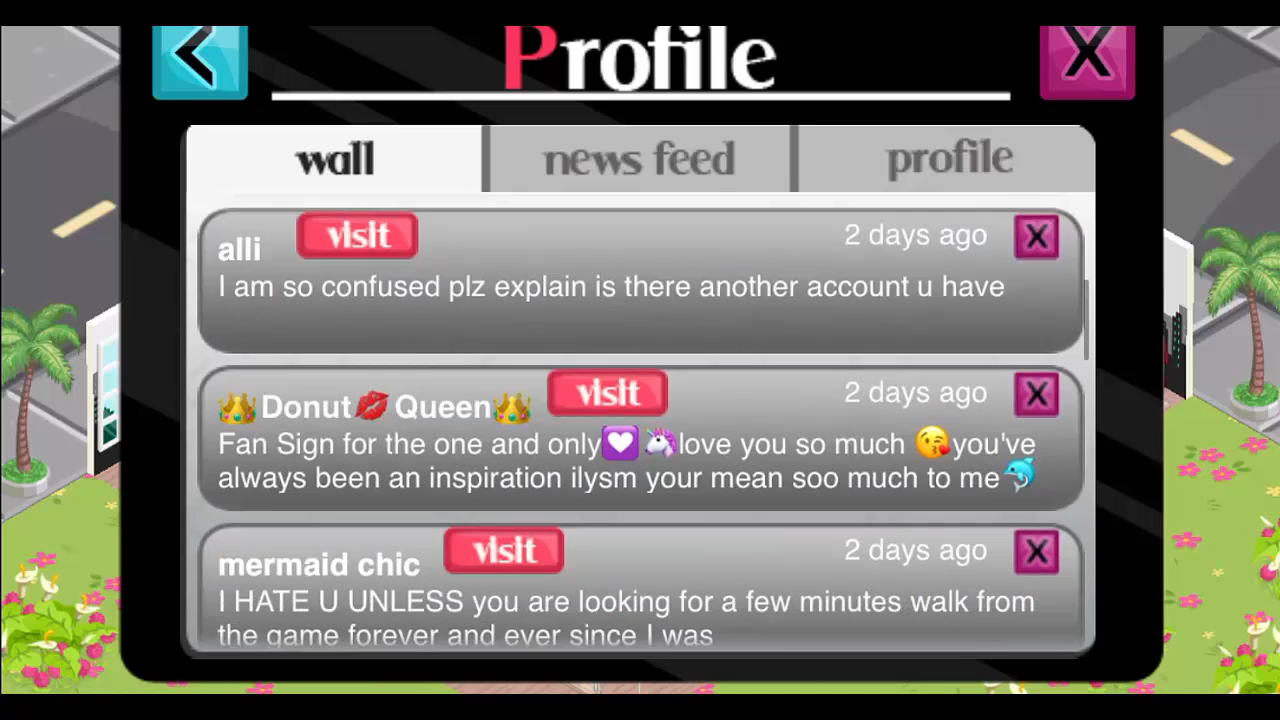 Profile
wall
news feed
profile
alli
visit
2 days ago
X
I am so confused plz explain is there another account u have
👑Donut💋Queen👑
visit
2 days ago
X
Fan Sign for the one and only💟🦄love you so much 😘you've
always been an inspiration ilysm your mean soo much to me🐬
mermaid chic
visit
2 days ago
X
I HATE U UNLESS you are looking for a few minutes walk from
the game forever and ever since I was